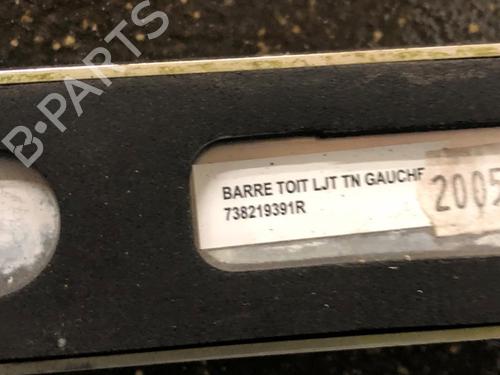 B-PARTS
BARRE TOIT LJT TN GAUCHE
738219391R
2005